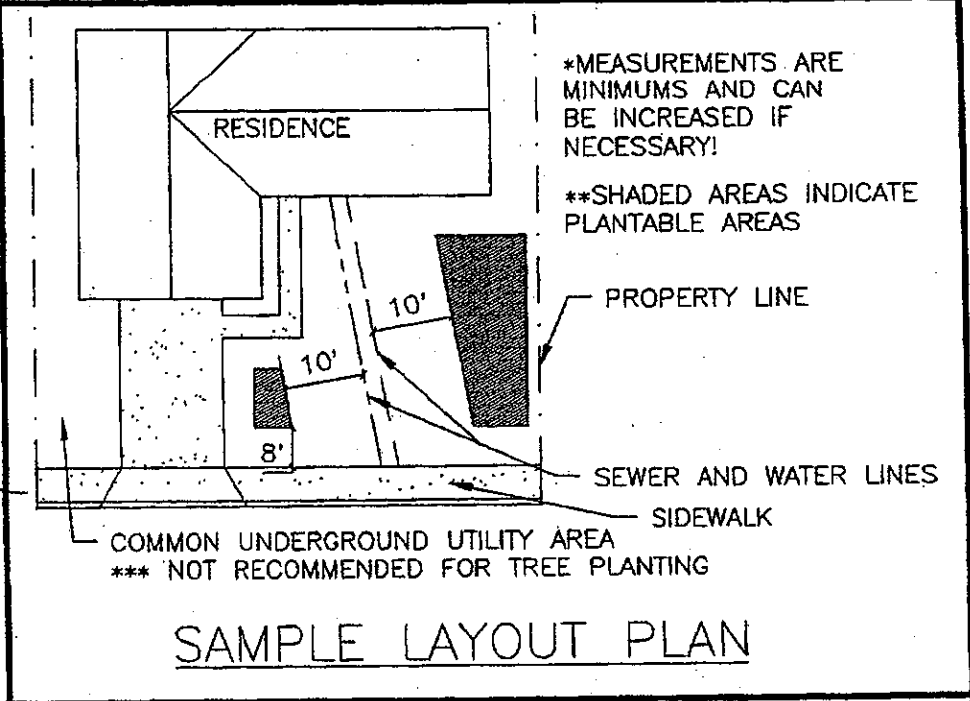 RESIDENCE
*MEASUREMENTS ARE
MINIMUMS AND CAN
BE INCREASED IF
NECESSARY!
**SHADED AREAS INDICATE
PLANTABLE AREAS
10'
PROPERTY LINE
10'
8'
SEWER AND WATER LINES
SIDEWALK
COMMON UNDERGROUND UTILITY AREA
*** NOT RECOMMENDED FOR TREE PLANTING
SAMPLE LAYOUT PLAN